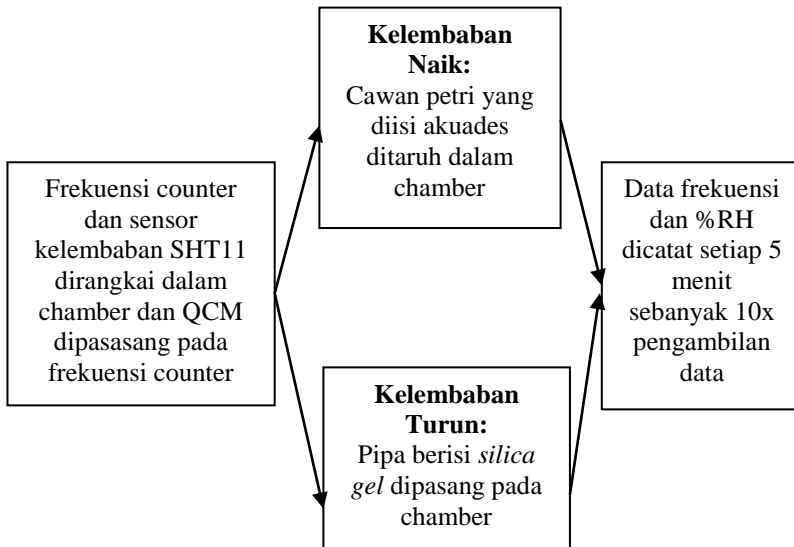 Frekuensi counter
dan sensor
kelembaban SHT11
dirangkai dalam
chamber dan QCM
dipasasang pada
frekuensi counter
Kelembaban
Naik:
Cawan petri yang
diisi akuades
ditaruh dalam
chamber
Kelembaban
Turun:
Pipa berisi silica
gel dipasang pada
chamber
Data frekuensi
dan %RH
dicatat setiap 5
menit
sebanyak 10x
pengambilan
data